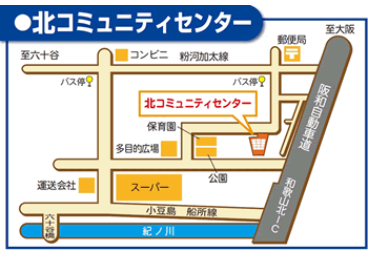 ●北コミュニティセンター
至大阪
郵便局
至六十谷
コンビニ
粉河加太線
バス停
バス停
阪和自動車道
北コミュニティセンター
保育園
多目的広場
公園
運送会社
スーパー
和歌山北IC
小豆島 船所線
六十谷橋
紀ノ川